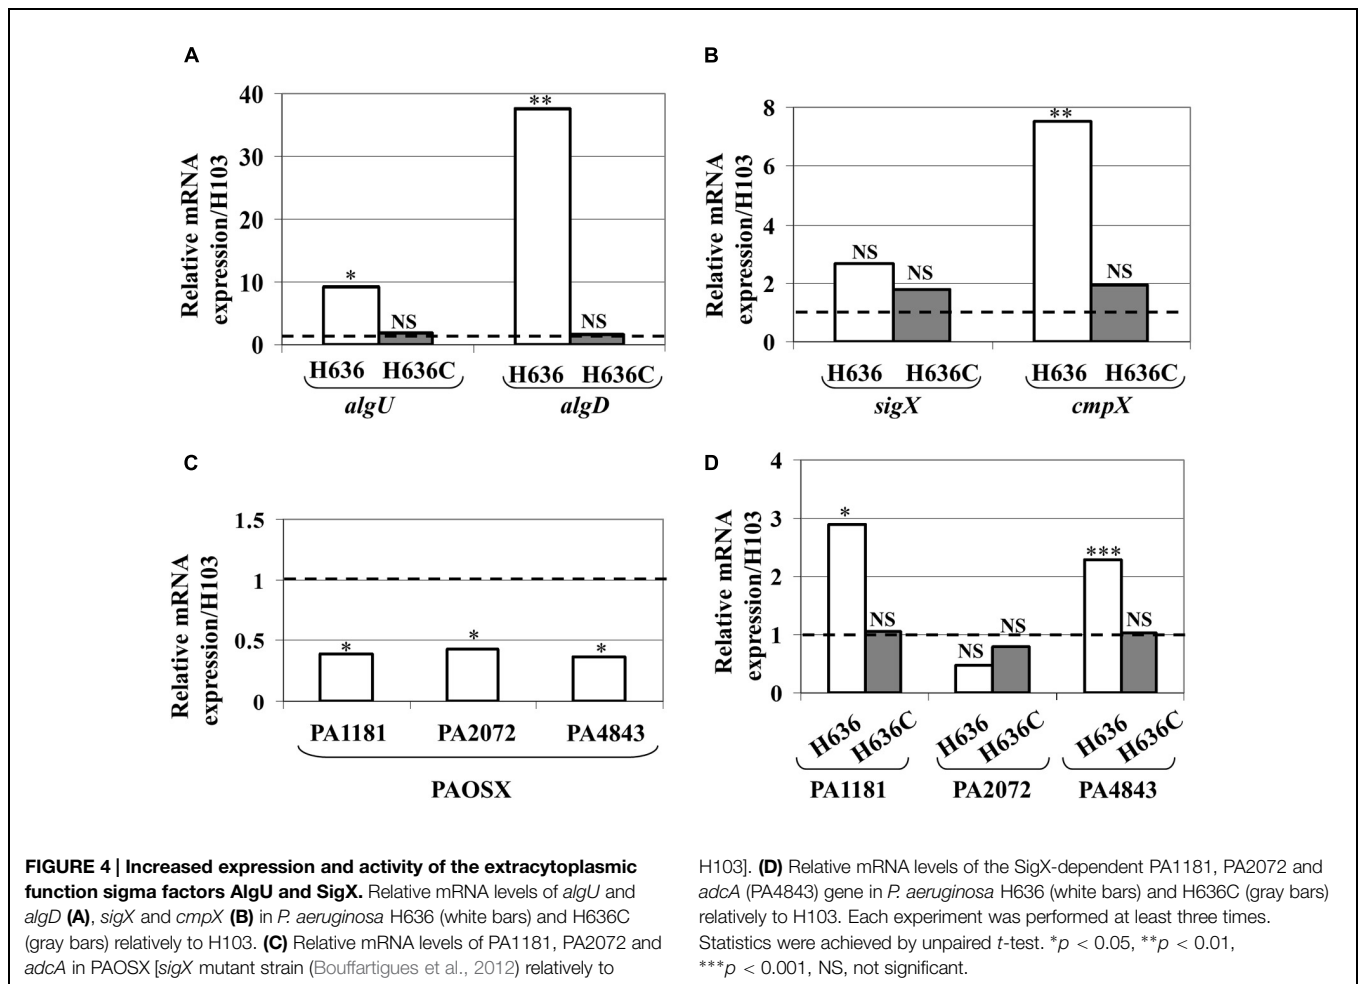 A
Relative mRNA
expression/H103
40
30
20
10
0
*
NS
**
NS
H636 H636C H636 H636C
algU algD
B
Relative mRNA
expression/H103
8
6
4
2
0
NS
NS
**
NS
H636 H636C H636 H636C
sigX cmpX
C
Relative mRNA
expression/H103
1.5
1
0.5
0
*
*
*
PA1181 PA2072 PA4843
PAOSX
D
Relative mRNA
expression/H103
4
3
2
1
0
*
NS
NS
NS
***
NS
H636 H636C H636 H636C H636 H636C
PA1181 PA2072 PA4843
FIGURE 4 | Increased expression and activity of the extracytoplasmic
function sigma factors AlgU and SigX. Relative mRNA levels of algU and
algD (A), sigX and cmpX (B) in P. aeruginosa H636 (white bars) and H636C
(gray bars) relatively to H103. (C) Relative mRNA levels of PA1181, PA2072 and
adcA in PAOSX [sigX mutant strain (Bouffartigues et al., 2012) relatively to
H103]. (D) Relative mRNA levels of the SigX-dependent PA1181, PA2072 and
adcA (PA4843) gene in P. aeruginosa H636 (white bars) and H636C (gray bars)
relatively to H103. Each experiment was performed at least three times.
Statistics were achieved by unpaired t-test. *p < 0.05, **p < 0.01,
***p < 0.001, NS, not significant.